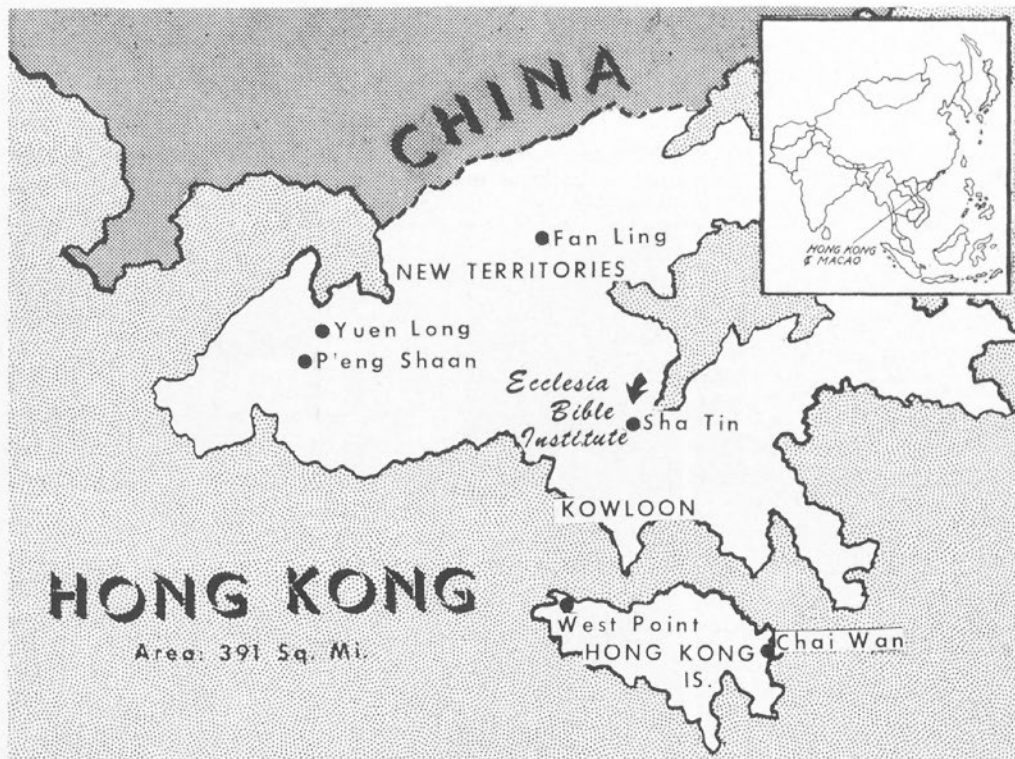 CHINA
HONG KONG
& MACAO
Fan Ling
NEW TERRITORIES
Yuen Long
P'eng Shaan
Ecclesia
Bible
Institute
Sha Tin
KOWLOON
HONG KONG
Area: 391 Sq. Mi.
West Point
Chai Wan
HONG KONG
IS.